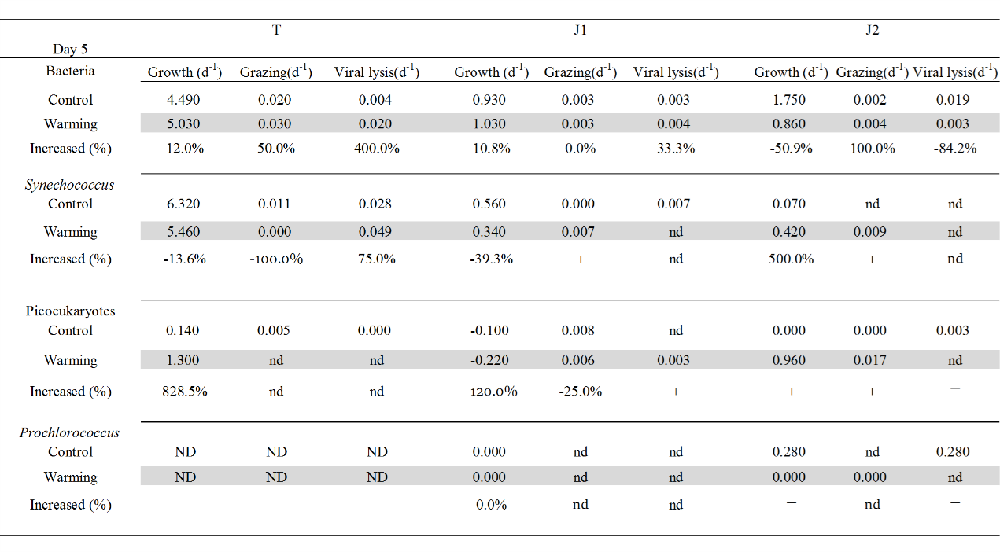 T J1 J2
Day 5
Bacteria Growth (d-1) Grazing(d-1) Viral lysis(d-1) Growth (d-1) Grazing(d-1) Viral lysis(d-1) Growth (d-1) Grazing(d-1) Viral lysis(d-1)
Control 4.490 0.020 0.004 0.930 0.003 0.003 1.750 0.002 0.019
Warming 5.030 0.030 0.020 1.030 0.003 0.004 0.860 0.004 0.003
Increased (%) 12.0% 50.0% 400.0% 10.8% 0.0% 33.3% -50.9% 100.0% -84.2%
Synechococcus
Control 6.320 0.011 0.028 0.560 0.000 0.007 0.070 nd nd
Warming 5.460 0.000 0.049 0.340 0.007 nd 0.420 0.009 nd
Increased (%) -13.6% -100.0% 75.0% -39.3% + nd 500.0% + nd
Picoeukaryotes
Control 0.140 0.005 0.000 -0.100 0.008 nd 0.000 0.000 0.003
Warming 1.300 nd nd -0.220 0.006 0.003 0.960 0.017 nd
Increased (%) 828.5% nd nd -120.0% -25.0% + + + —
Prochlorococcus
Control ND ND ND 0.000 nd nd 0.280 nd 0.280
Warming ND ND ND 0.000 nd nd 0.000 0.000 nd
Increased (%) 0.0% nd nd — nd —